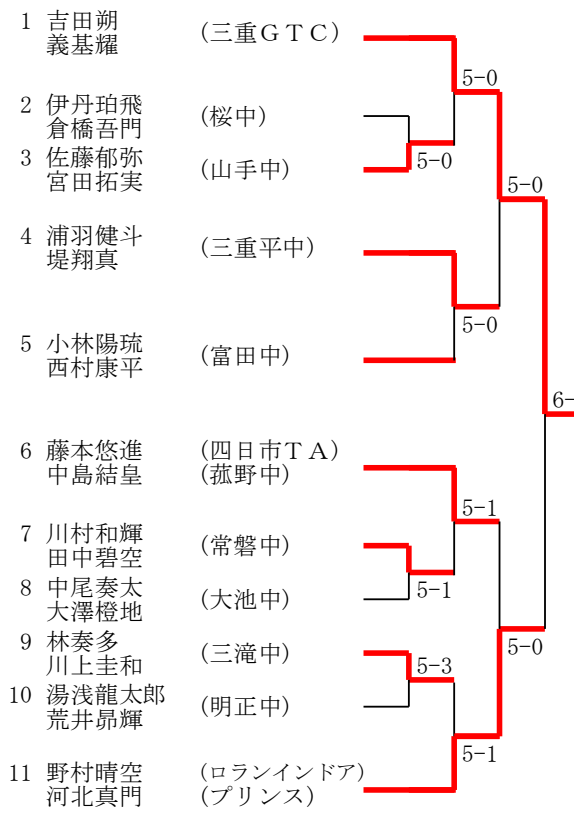 1 吉田朔 (三重GTC)
義基耀
5-0
2 伊丹珀飛 (桜中)
倉橋吾門
5-0
3 佐藤郁弥 (山手中)
宮田拓実
5-0
4 浦羽健斗 (三重平中)
堤翔真
5-0
5 小林陽琉 (富田中)
西村康平
6-
6 藤本悠進 (四日市TA)
中島結皇 (菰野中)
5-1
7 川村和輝 (常磐中)
田中碧空
5-1
8 中尾奏太 (大池中)
大澤橙地
5-0
9 林奏多 (三滝中)
川上圭和
5-3
10 湯浅龍太郎 (明正中)
荒井昴輝
5-1
11 野村晴空 (ロランインドア)
河北真門 (プリンス)